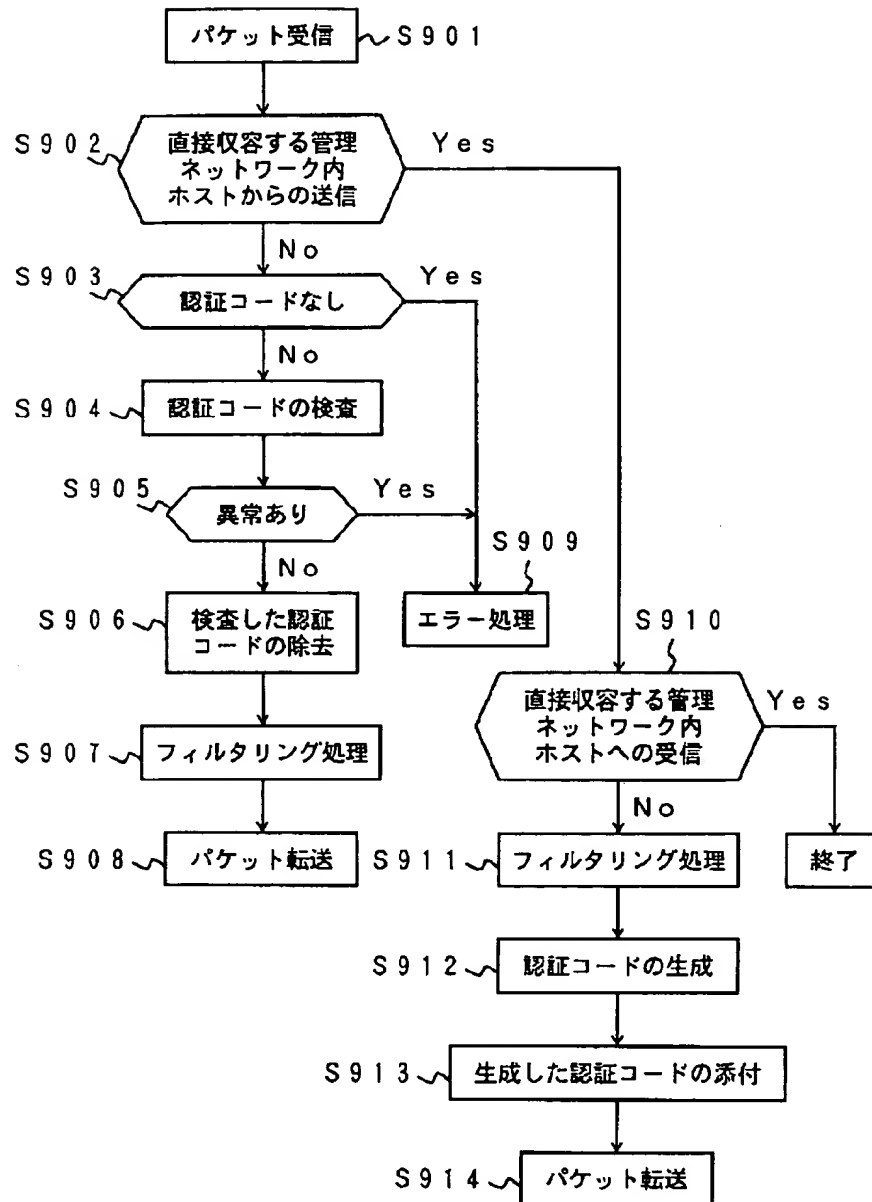 パケット受信
S901
S902
直接収容する管理
ネットワーク内
ホストからの送信
Yes
No
S903
認証コードなし
Yes
No
S904
認証コードの検査
S905
異常あり
Yes
No
S906
検査した認証
コードの除去
S909
エラー処理
S907
フィルタリング処理
S908
パケット転送
S910
直接収容する管理
ネットワーク内
ホストへの受信
Yes
No
終了
S911
フィルタリング処理
S912
認証コードの生成
S913
生成した認証コードの添付
S914
パケット転送